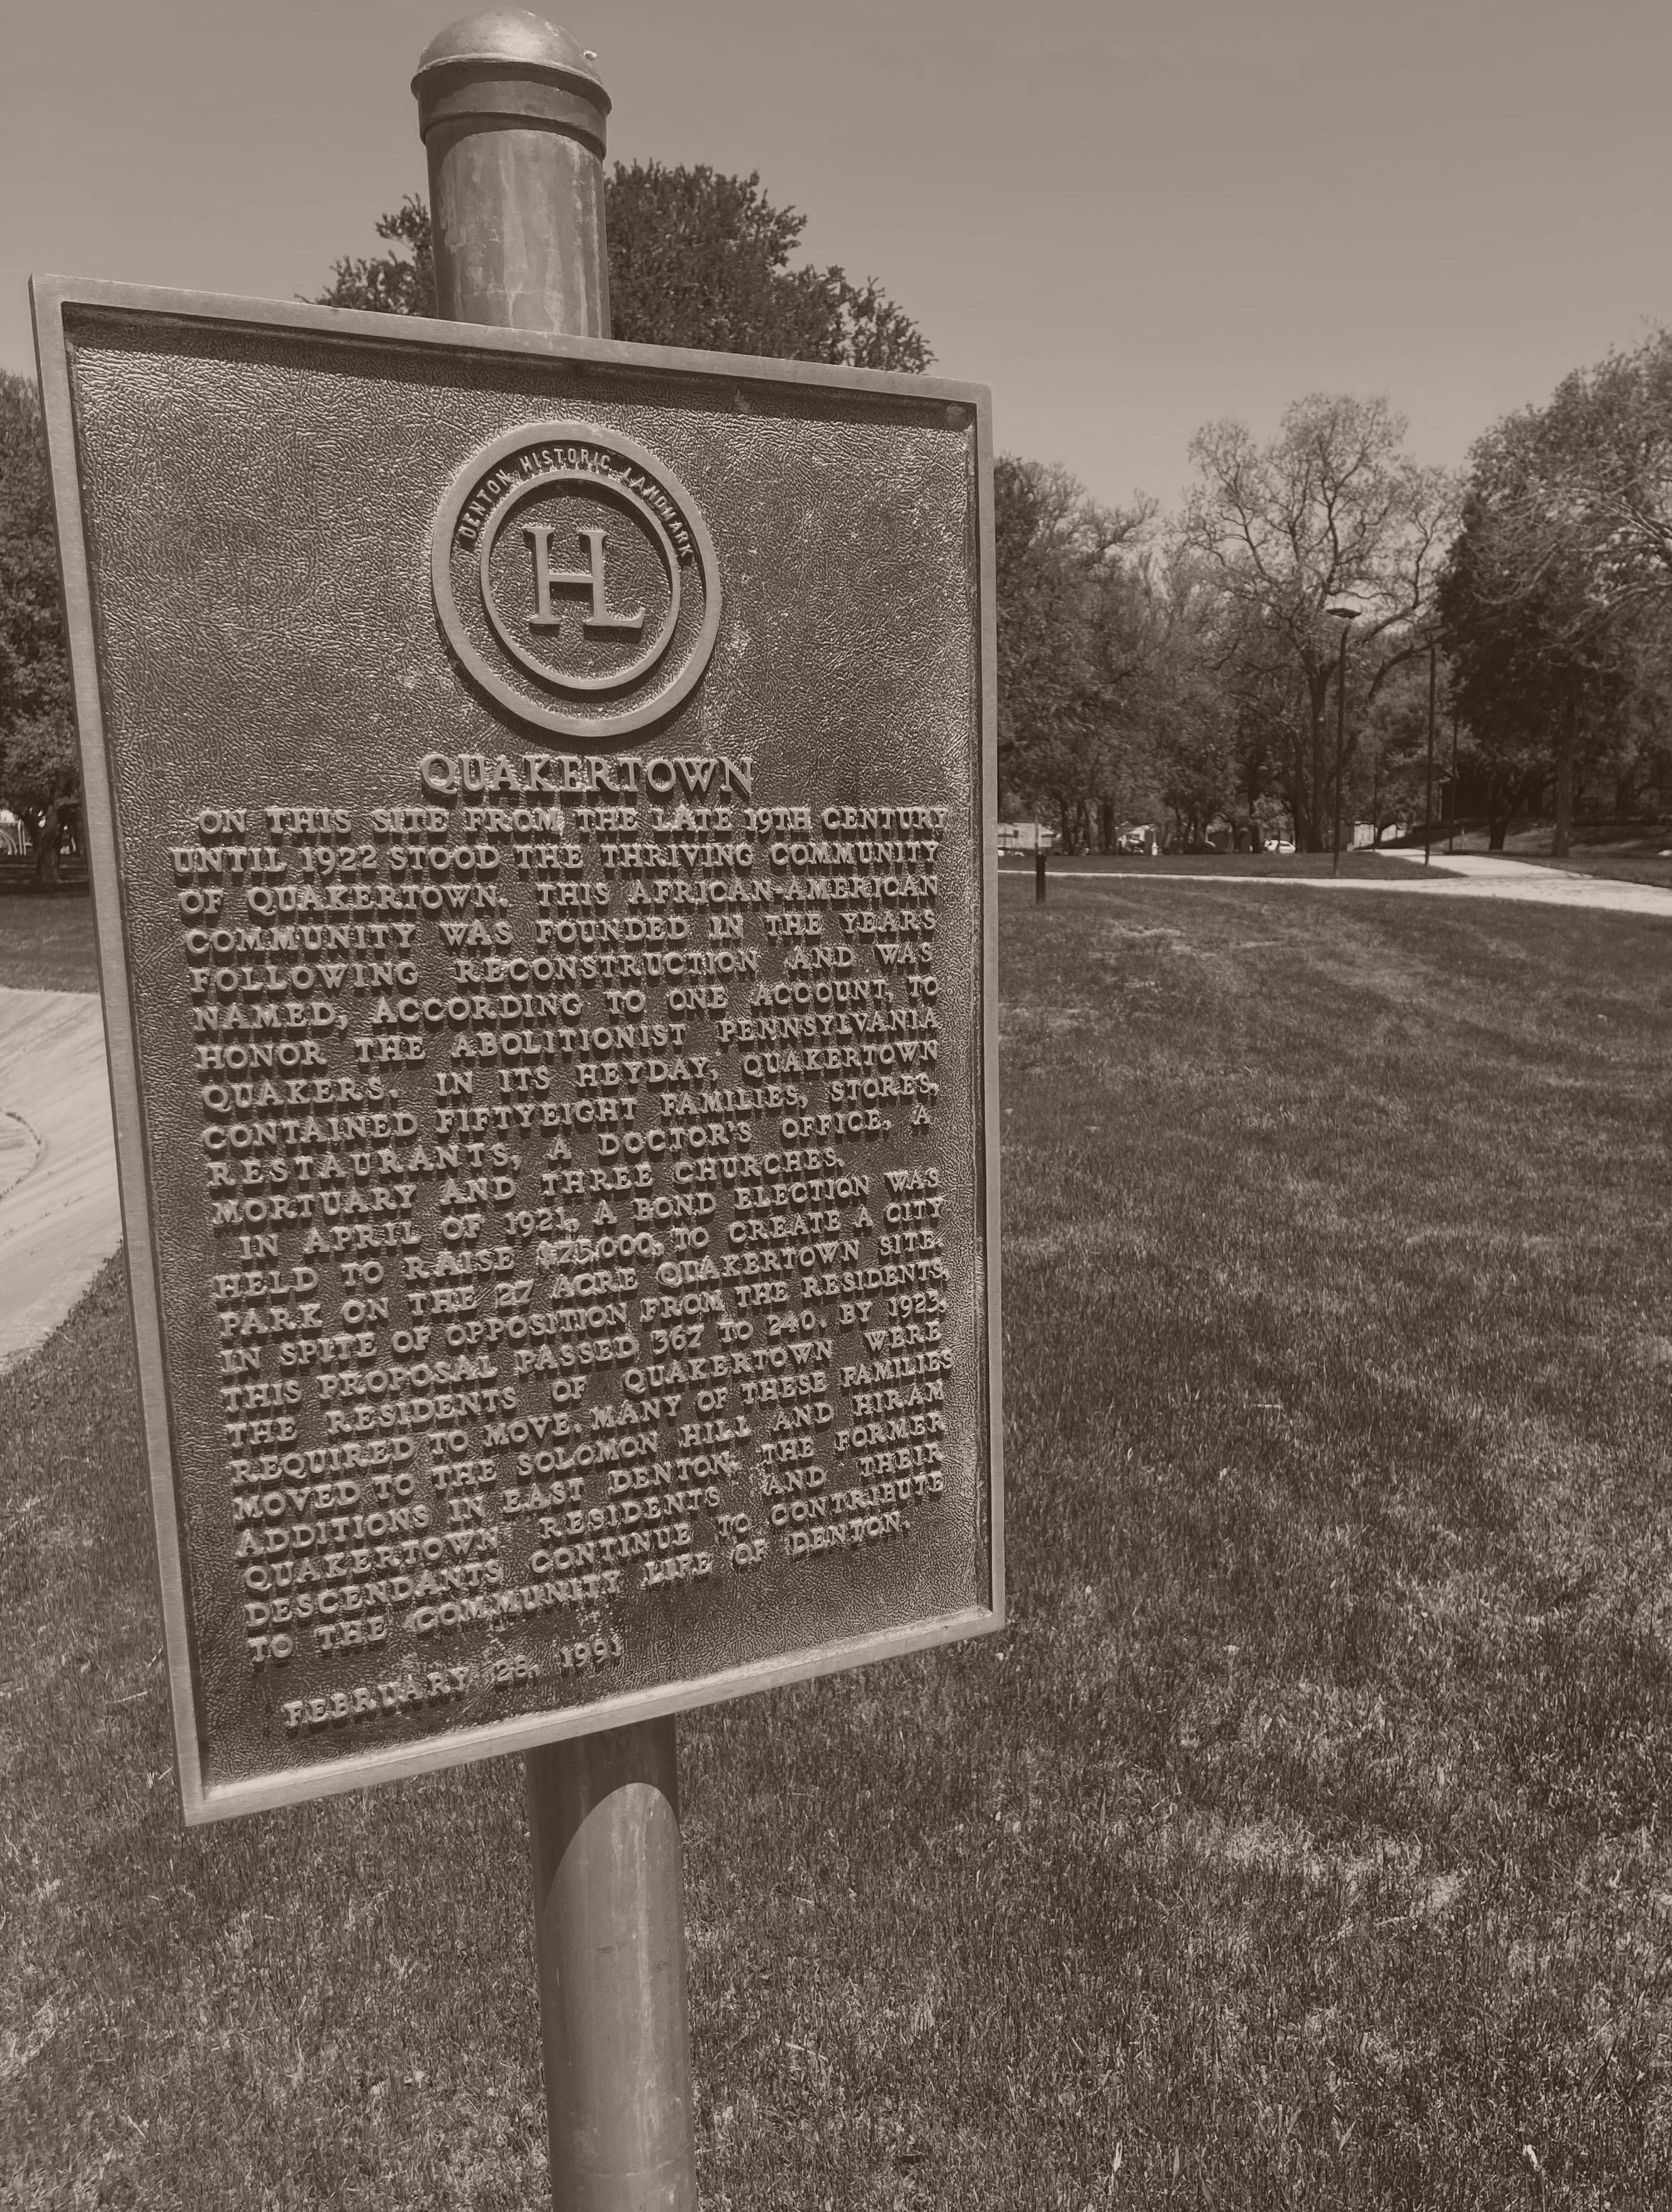 DENTON HISTORIC LANDMARK
HL
QUAKERTOWN
ON THIS SITE FROM THE LATE 19TH CENTURY
UNTIL 1922 STOOD THE THRIVING COMMUNITY
OF QUAKERTOWN. THIS AFRICAN-AMERICAN
COMMUNITY WAS FOUNDED IN THE YEARS
FOLLOWING RECONSTRUCTION AND WAS
NAMED, ACCORDING TO ONE ACCOUNT, TO
HONOR THE ABOLITIONIST PENNSYLVANIA
QUAKERS. IN ITS HEYDAY, QUAKERTOWN
CONTAINED FIFTYEIGHT FAMILIES, STORES,
RESTAURANTS, A DOCTOR'S OFFICE, A
MORTUARY AND THREE CHURCHES.
IN APRIL OF 1921, A BOND ELECTION WAS
HELD TO RAISE $75,000, TO CREATE A CITY
PARK ON THE 27 ACRE QUAKERTOWN SITE.
IN SPITE OF OPPOSITION FROM THE RESIDENTS,
THIS PROPOSAL PASSED 367 TO 240. BY 1923,
THE RESIDENTS OF QUAKERTOWN WERE
REQUIRED TO MOVE. MANY OF THESE FAMILIES
MOVED TO THE SOLOMON HILL AND HIRAM
ADDITIONS IN EAST DENTON. THE FORMER
QUAKERTOWN RESIDENTS AND THEIR
DESCENDANTS CONTINUE TO CONTRIBUTE
TO THE COMMUNITY LIFE OF DENTON.
FEBRUARY 28, 1991